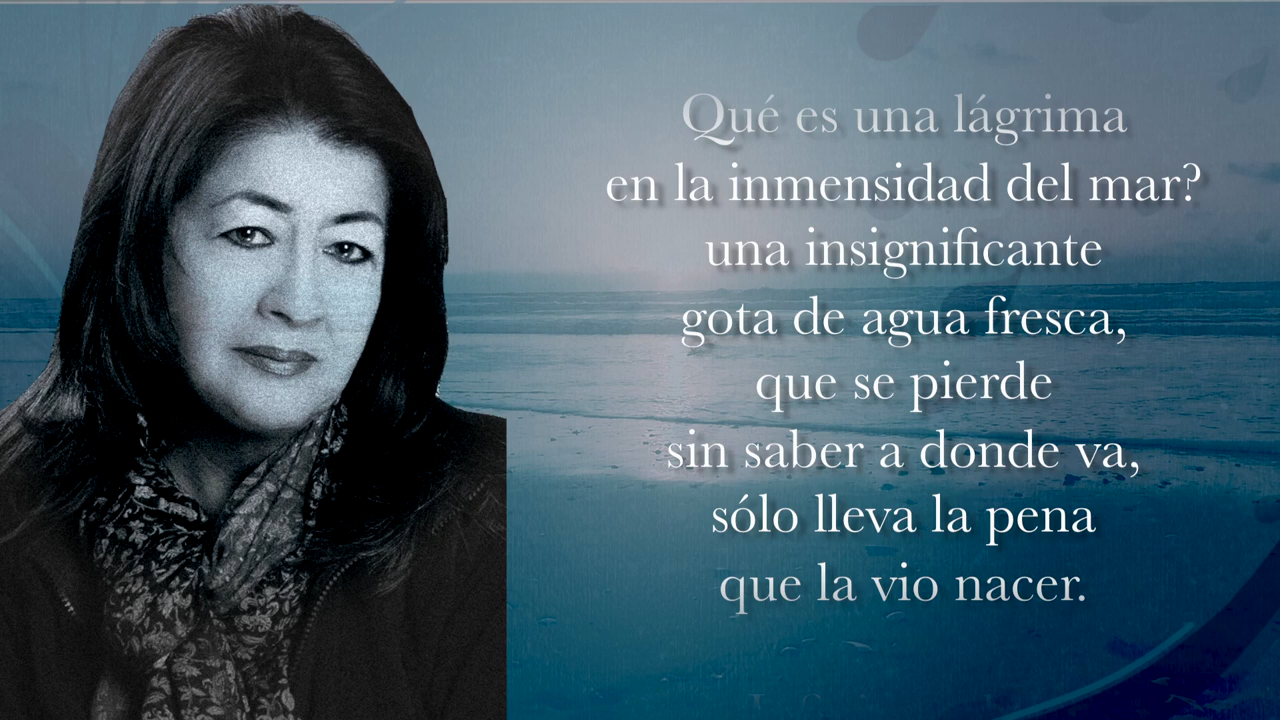 Qué es una lágrima
en la inmensidad del mar?
una insignificante
gota de agua fresca,
que se pierde
sin saber a donde va,
sólo lleva la pena
que la vio nacer.